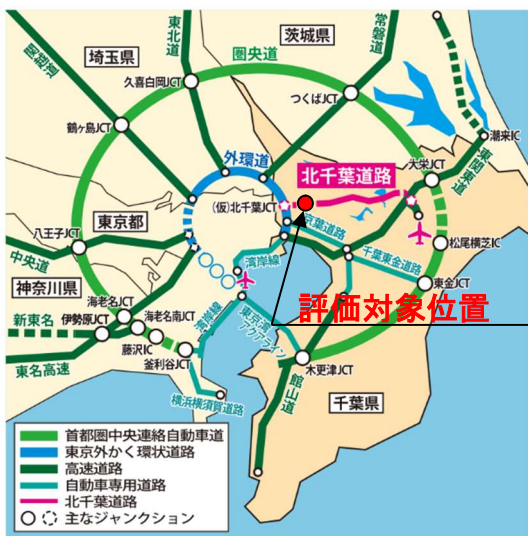 茨城県
常磐道
東北道
埼玉県
関越道
圏央道
久喜白岡JCT
つくばJCT
鶴ヶ島JCT
潮来IC
外環道
大栄JCT
東関東道
北千葉道路
(仮)北千葉JCT
東京都
京葉道路
八王子JCT
松尾横芝IC
中央道
湾岸線
千葉東金道路
神奈川県
東金JCT
海老名JCT
新東名
伊勢原JCT
海老名南JCT
湾岸線
評価対象位置
藤沢IC
東京湾
アクアライン
釜利谷JCT
東名高速
木更津JCT
館山道
横浜横須賀道路
千葉県
首都圏中央連絡自動車道
東京外かく環状道路
高速道路
自動車専用道路
北千葉道路
主なジャンクション